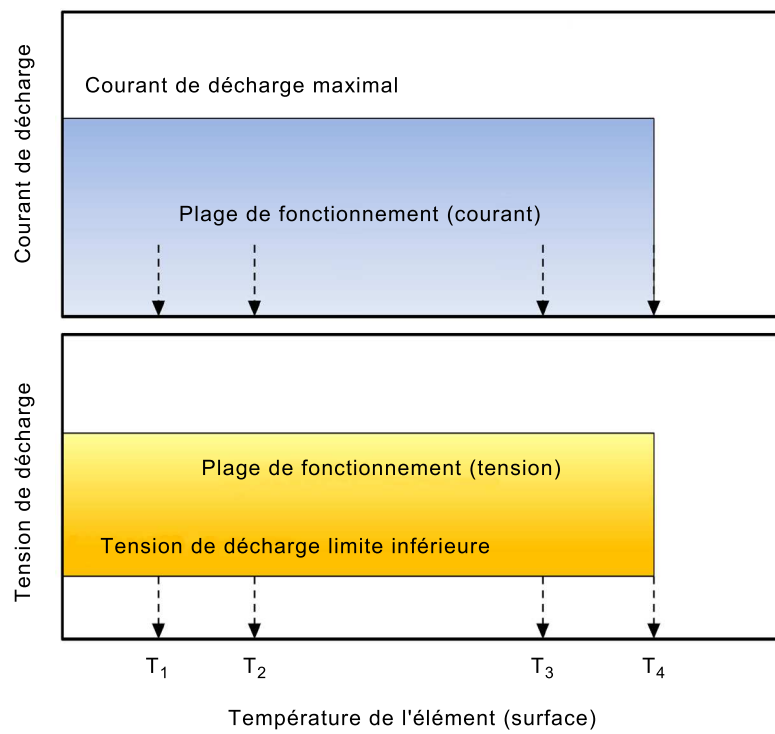 Courant de décharge
Courant de décharge maximal
Plage de fonctionnement (courant)
Tension de décharge
Plage de fonctionnement (tension)
Tension de décharge limite inférieure
T1 T2 T3 T4
Température de l'élément (surface)